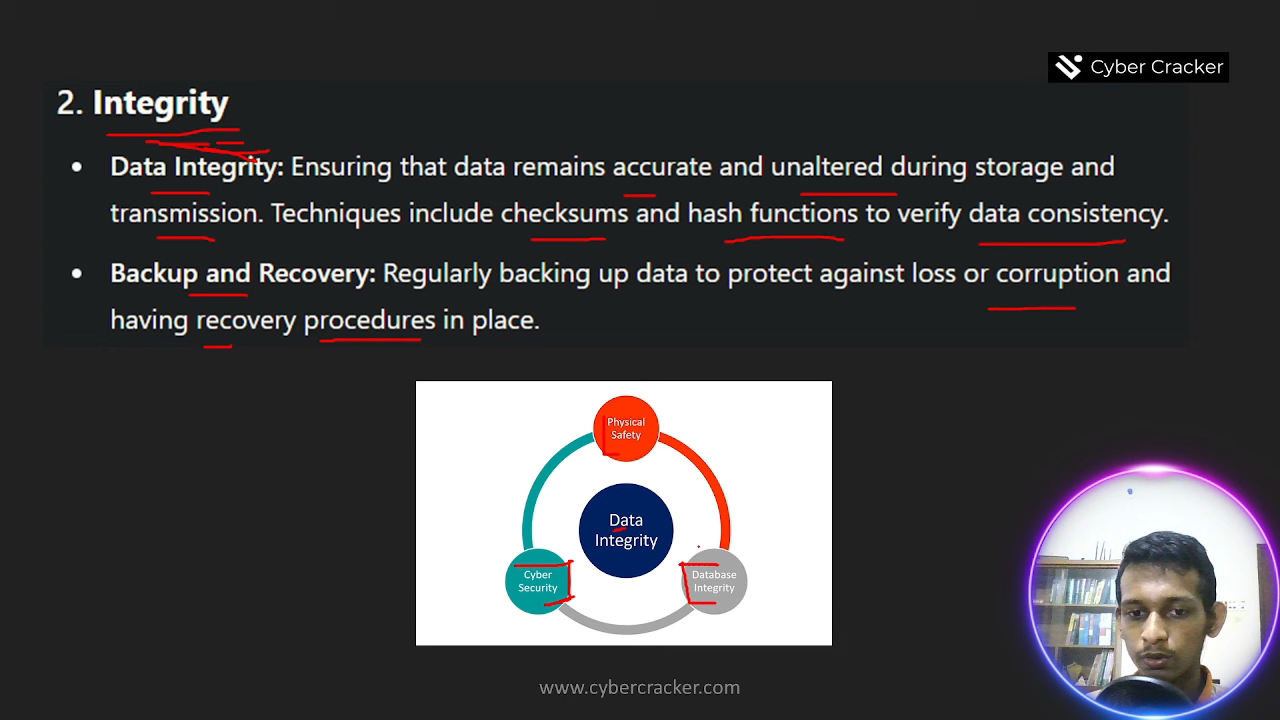 Cyber Cracker
2. Integrity
• Data Integrity: Ensuring that data remains accurate and unaltered during storage and
transmission. Techniques include checksums and hash functions to verify data consistency.
• Backup and Recovery: Regularly backing up data to protect against loss or corruption and
having recovery procedures in place.
Physical
Safety
Data
Integrity
Cyber
Security
Database
Integrity
www.cybercracker.com